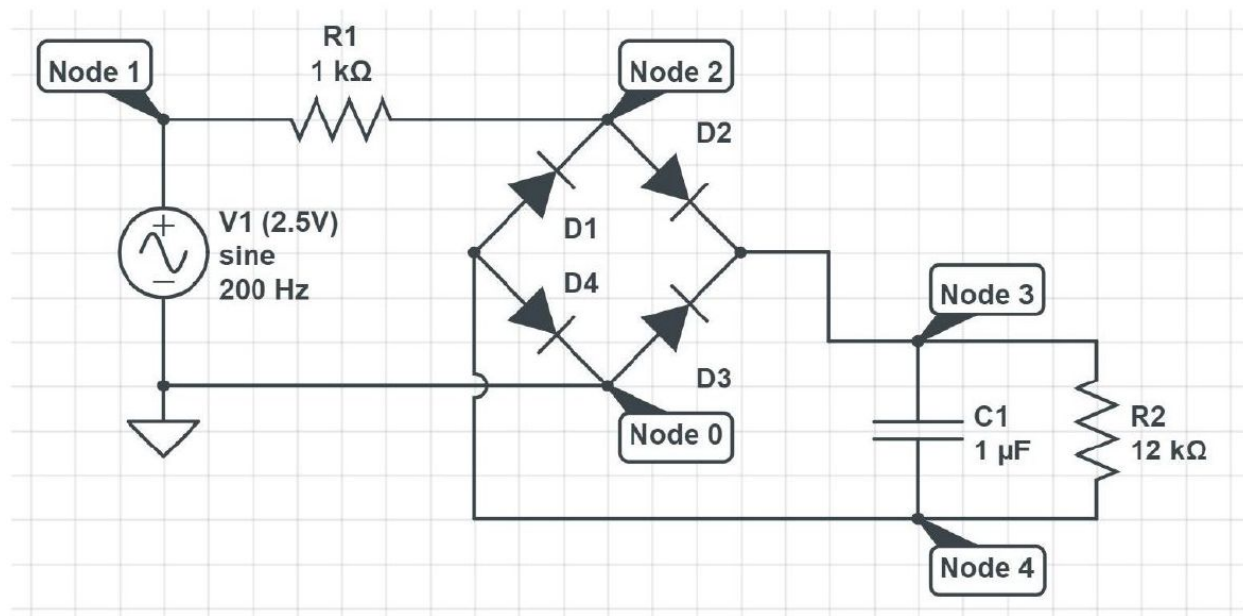 R1
1 kΩ
Node 1
Node 2
D2
V1 (2.5V)
sine
200 Hz
D1
D4
Node 3
D3
Node 0
C1
1 µF
R2
12 kΩ
Node 4